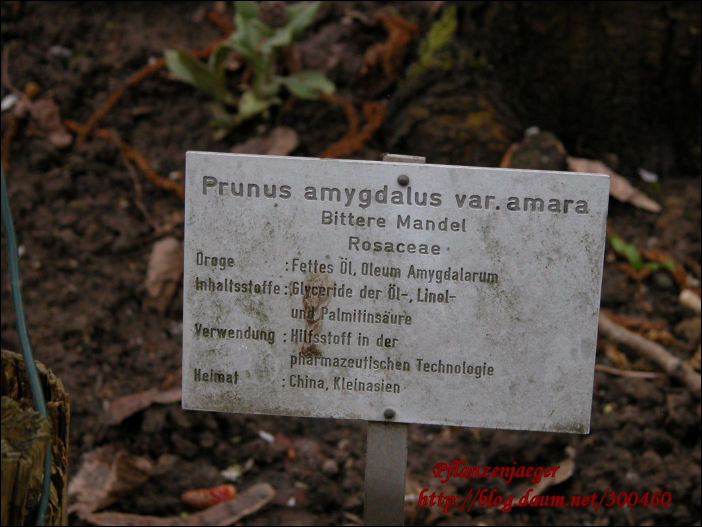 Prunus amygdalus var. amara
Bittere Mandel
Rosaceae
Droge : Fettes Öl, Oleum Amygdalarum
Inhaltsstoffe : Glyceride der Öl-, Linol-
und Palmitinsäure
Verwendung : Hilfsstoff in der
pharmazeutischen Technologie
Heimat : China, Kleinasien
Pflanzenjaeger
http://blog.daum.net/300460